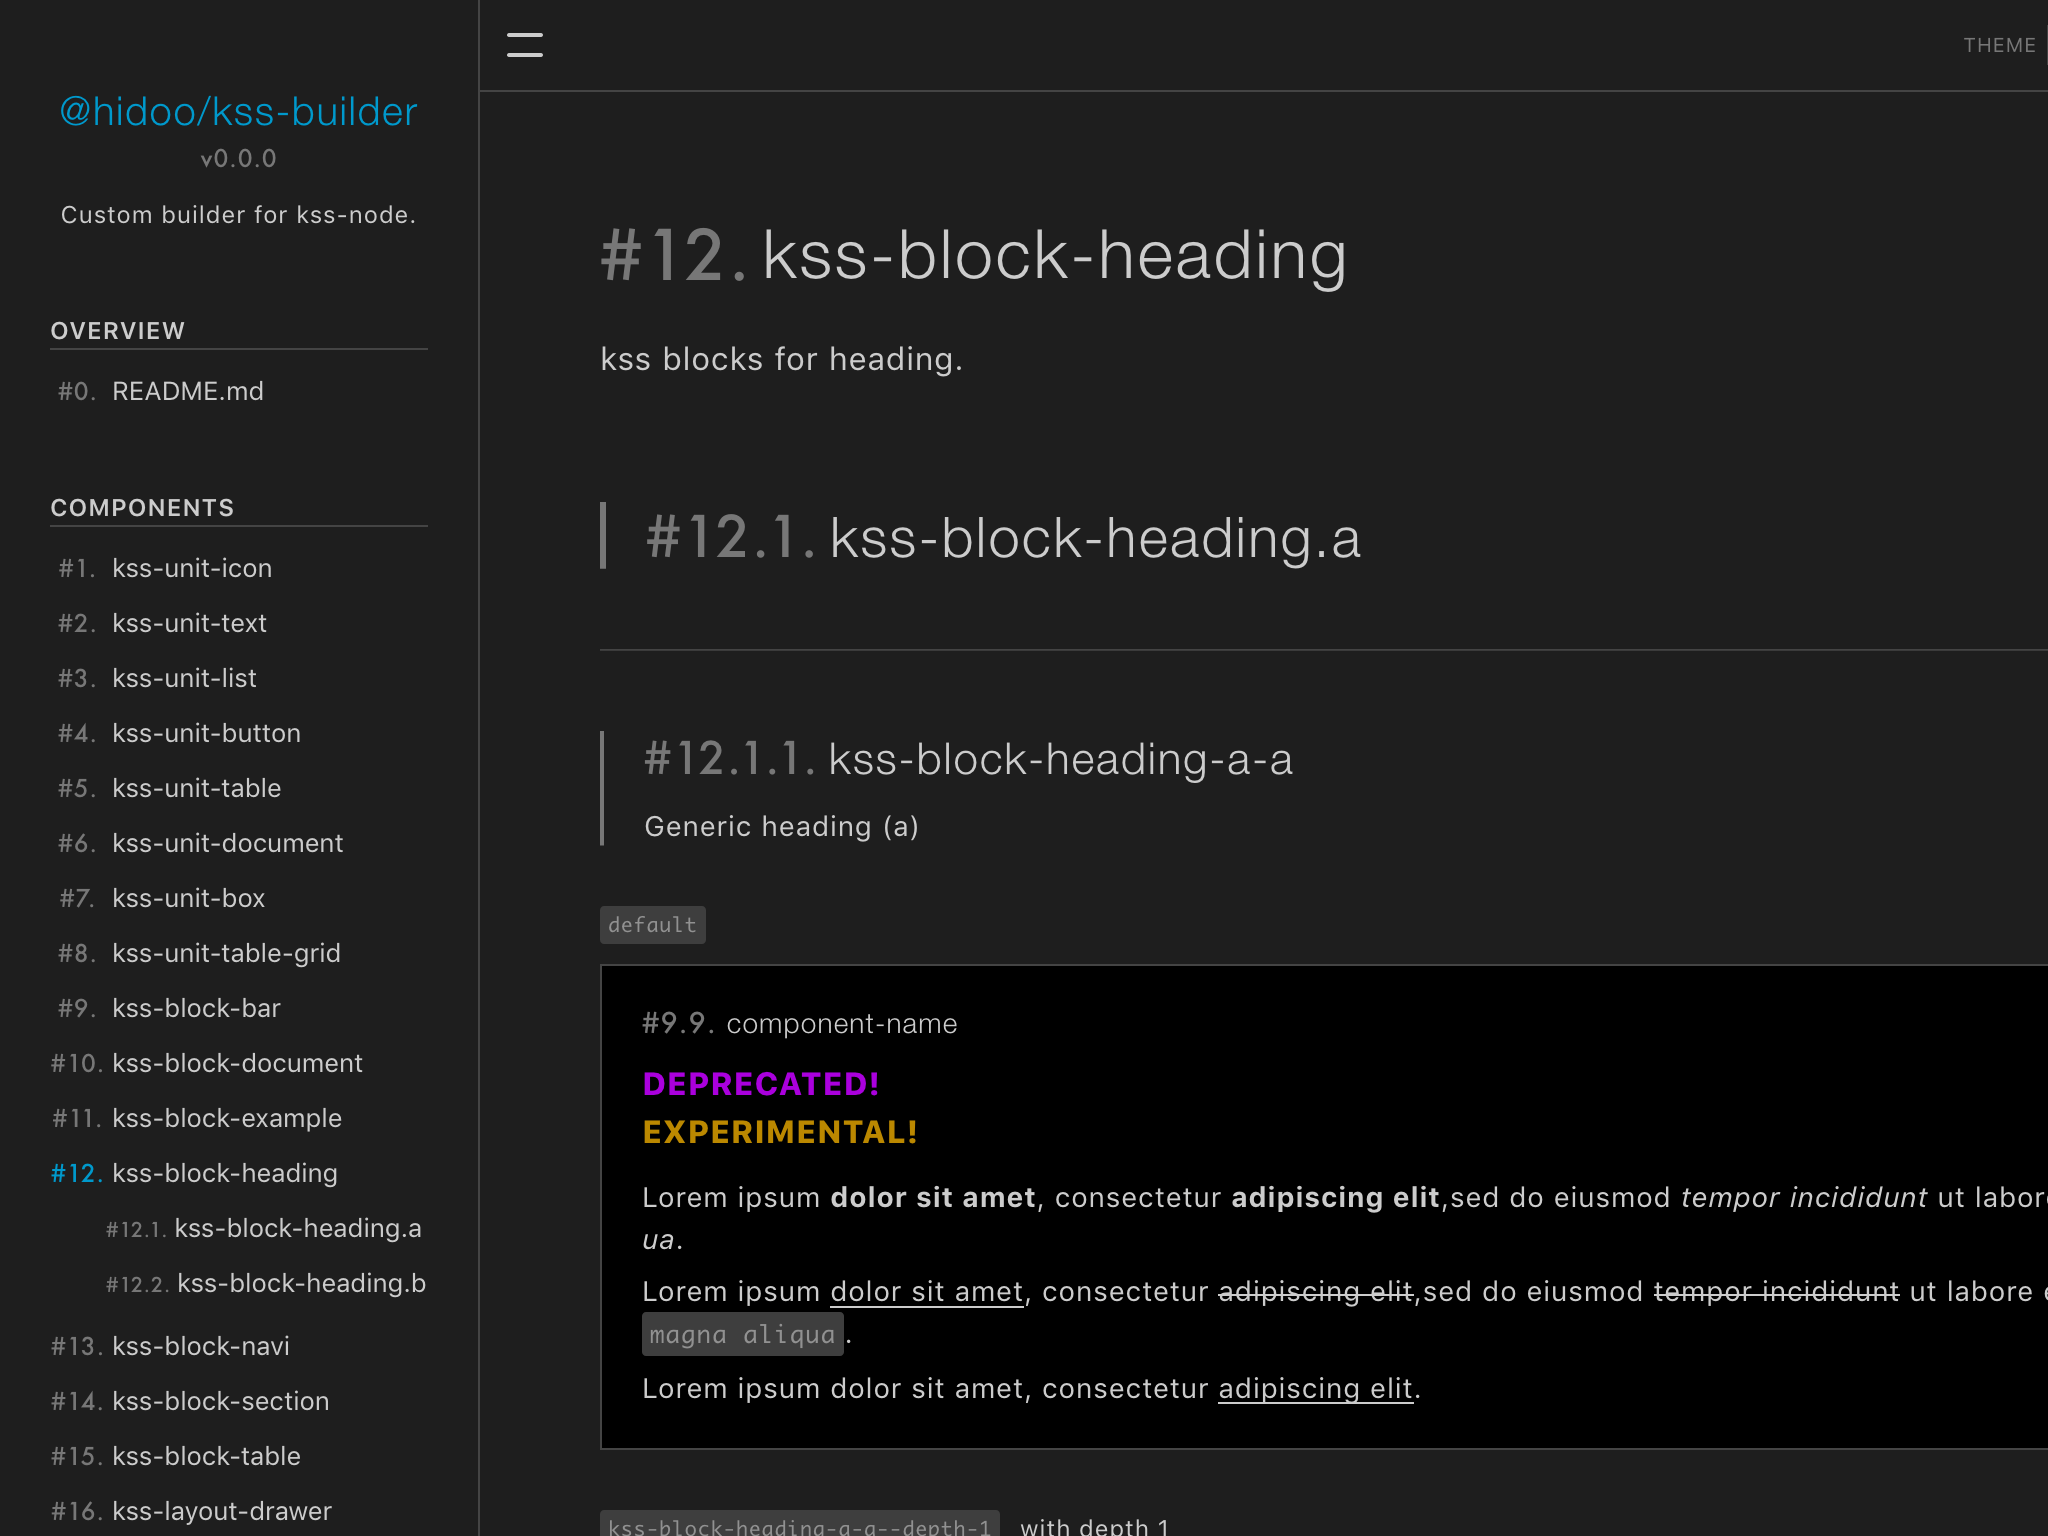 @hidoo/kss-builder
v0.0.0
Custom builder for kss-node.
OVERVIEW
#0. README.md
COMPONENTS
#1. kss-unit-icon
#2. kss-unit-text
#3. kss-unit-list
#4. kss-unit-button
#5. kss-unit-table
#6. kss-unit-document
#7. kss-unit-box
#8. kss-unit-table-grid
#9. kss-block-bar
#10. kss-block-document
#11. kss-block-example
#12. kss-block-heading
#12.1. kss-block-heading.a
#12.2. kss-block-heading.b
#13. kss-block-navi
#14. kss-block-section
#15. kss-block-table
#16. kss-layout-drawer
THEME
#12. kss-block-heading
kss blocks for heading.
#12.1. kss-block-heading.a
#12.1.1. kss-block-heading-a-a
Generic heading (a)
default
#9.9. component-name
DEPRECATED!
EXPERIMENTAL!
Lorem ipsum dolor sit amet, consectetur adipiscing elit,sed do eiusmod tempor incididunt ut labor
ua.
Lorem ipsum dolor sit amet, consectetur adipiscing elit,sed do eiusmod tempor incididunt ut labore
magna aliqua.
Lorem ipsum dolor sit amet, consectetur adipiscing elit.
kss-block-heading-a-a--depth-1 with depth 1